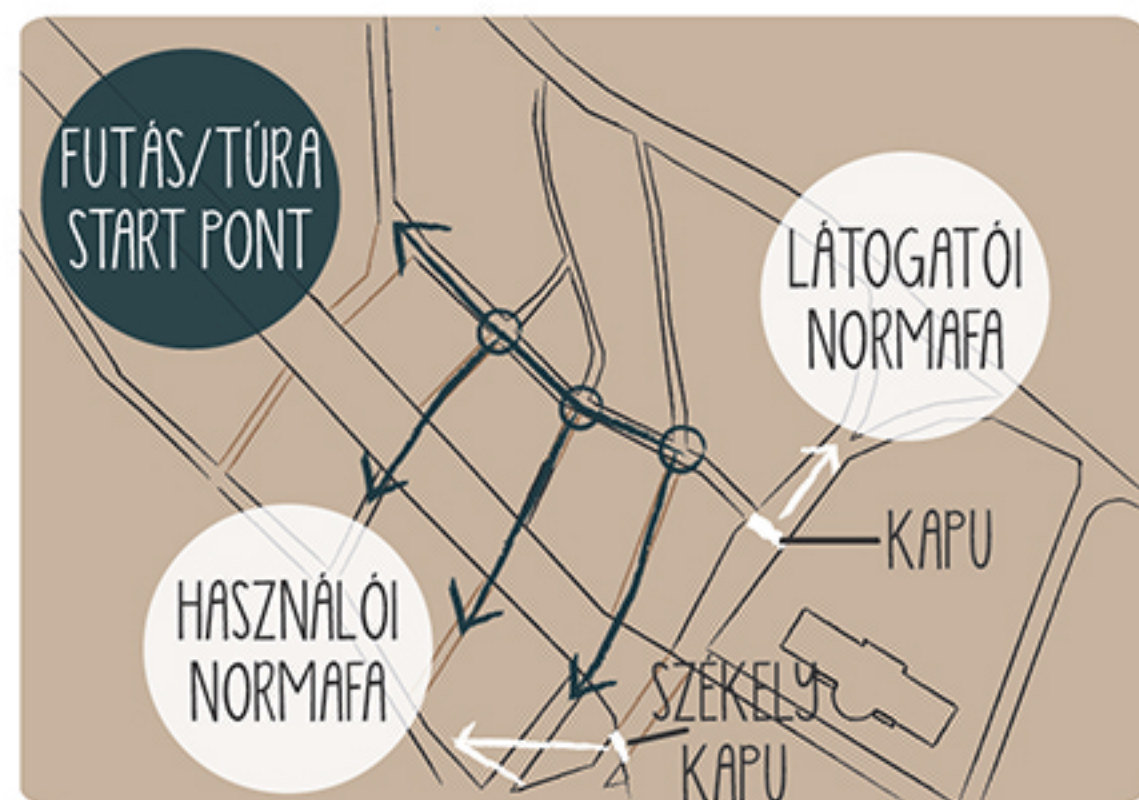 FUTÁS/TÚRA
START PONT
LÁTOGATÓI
NORMAFA
KAPU
HASZNÁLÓI
NORMAFA
SZÉKELY
KAPU